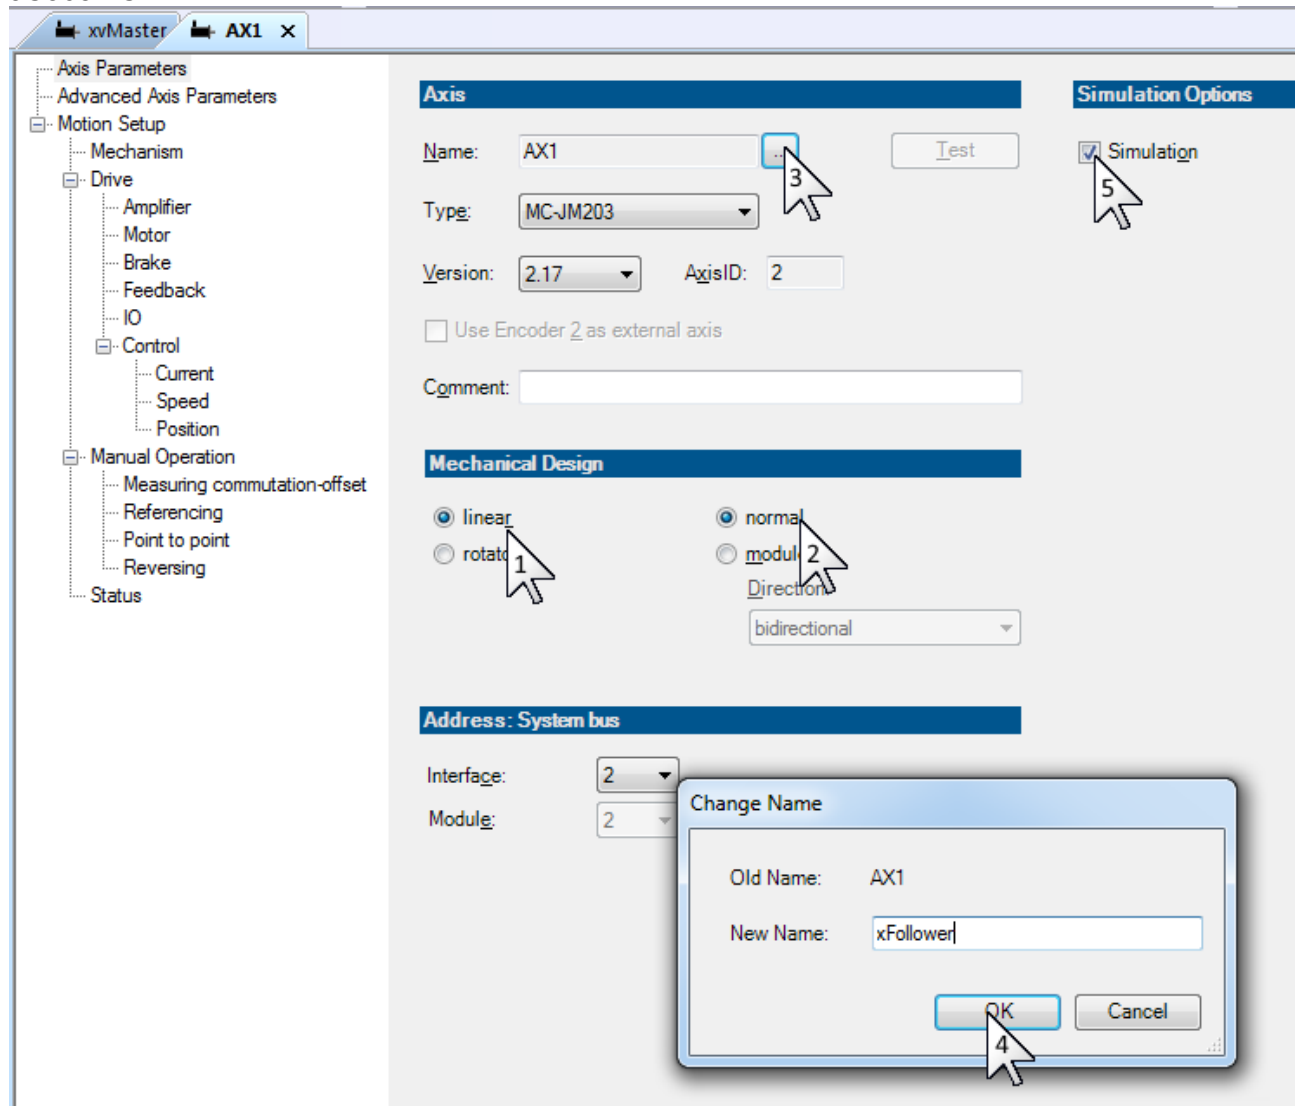 xvMaster AX1
Axis Parameters
Advanced Axis Parameters
Motion Setup
Mechanism
Drive
Amplifier
Motor
Brake
Feedback
IO
Control
Current
Speed
Position
Manual Operation
Measuring commutation-offset
Referencing
Point to point
Reversing
Status
Axis
Name: AX1 ... Test
3
Type: MC-JM203
Version: 2.17 AxisID: 2
Use Encoder 2 as external axis
Comment:
Simulation Options
Simulation
5
Mechanical Design
linear normal
1 2
Direction
bidirectional
Address: System bus
Interface: 2
Module: 2
Change Name
Old Name: AX1
New Name: xFollower
OK Cancel
4